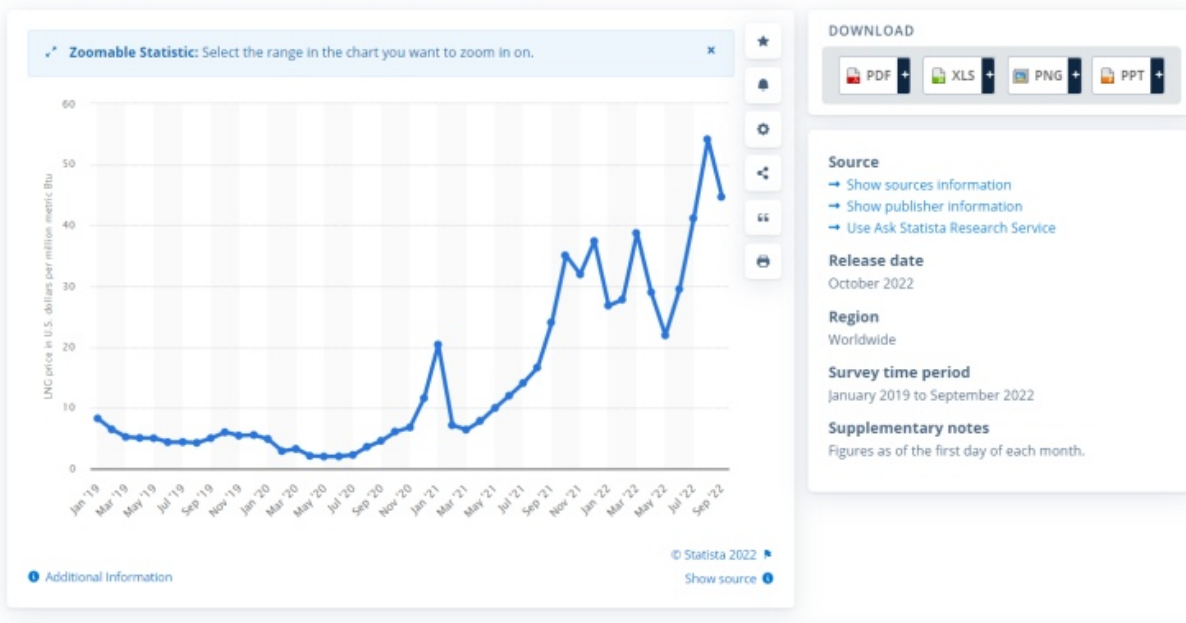 Zoomable Statistic: Select the range in the chart you want to zoom in on.
×
LNG price in U.S. dollars per million metric Btu
60
50
40
30
20
10
0
Jan '19
Mar '19
May '19
Jul '19
Sep '19
Nov '19
Jan '20
Mar '20
May '20
Jul '20
Sep '20
Nov '20
Jan '21
Mar '21
May '21
Jul '21
Sep '21
Nov '21
Jan '22
Mar '22
May '22
Jul '22
Sep '22
© Statista 2022
Additional Information
Show source
DOWNLOAD
PDF + XLS + PNG + PPT +
Source
→ Show sources information
→ Show publisher information
→ Use Ask Statista Research Service
Release date
October 2022
Region
Worldwide
Survey time period
January 2019 to September 2022
Supplementary notes
Figures as of the first day of each month.